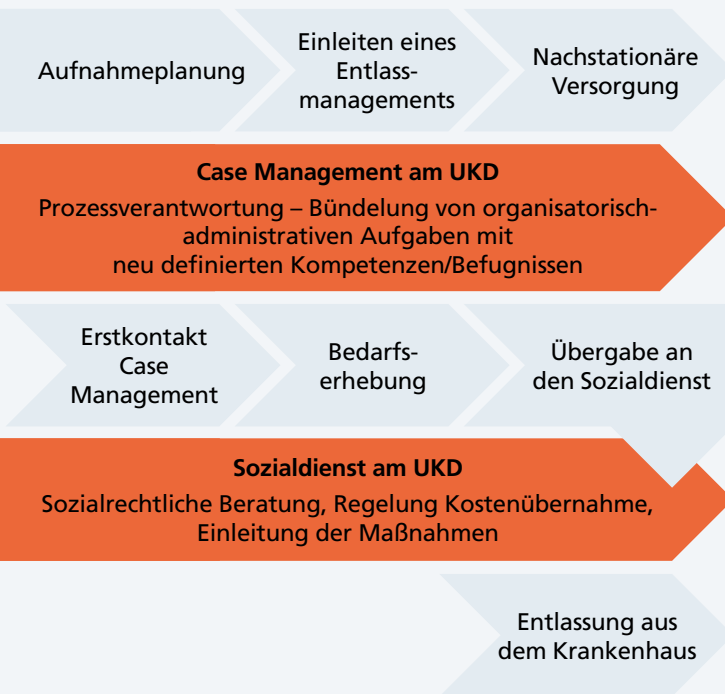 Aufnahmeplanung
Einleiten eines
Entlass-
managements
Nachstationäre
Versorgung
Case Management am UKD
Prozessverantwortung – Bündelung von organisatorisch-
administrativen Aufgaben mit
neu definierten Kompetenzen/Befugnissen
Erstkontakt
Case
Management
Bedarfs-
erhebung
Übergabe an
den Sozialdienst
Sozialdienst am UKD
Sozialrechtliche Beratung, Regelung Kostenübernahme,
Einleitung der Maßnahmen
Entlassung aus
dem Krankenhaus